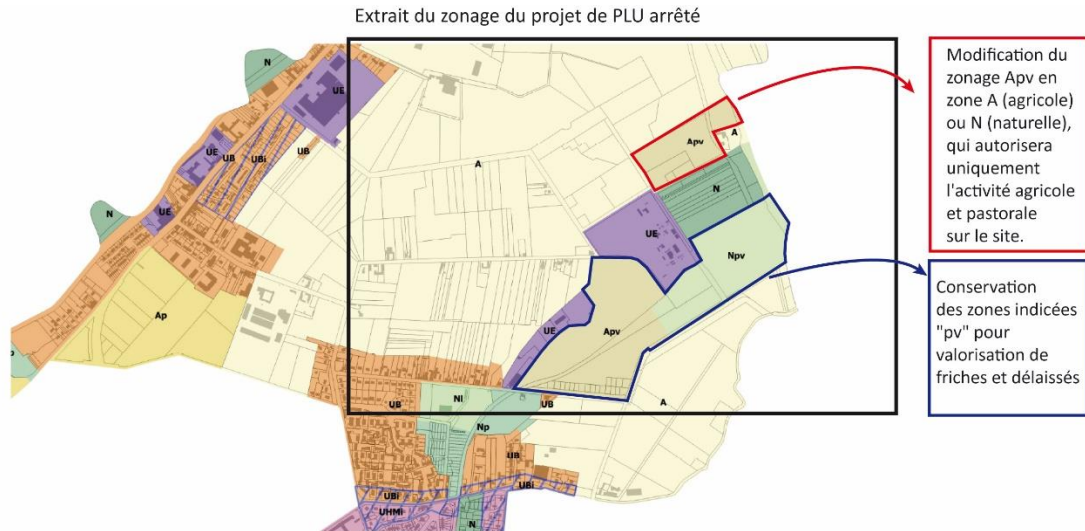 Extrait du zonage du projet de PLU arrêté
Modification du
zonage Apv en
zone A (agricole)
ou N (naturelle),
qui autorisera
uniquement
l'activité agricole
et pastorale
sur le site.
Conservation
des zones indicées
"pv" pour
valorisation de
friches et délaissés
N
UE
UB
UE
UB
UBi
A
Apv
A
N
N
UE
UE
Npv
Ap
UE
Apv
UB
Nl
UB
A
Np
UB
UBi
UBi
UHMi
N